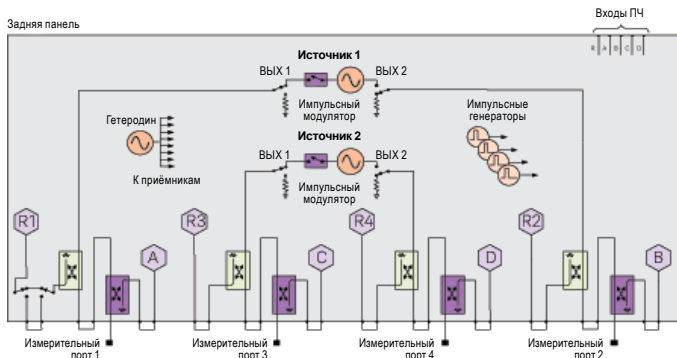 Входы ПЧ
Задняя панель
R A B C D
Источник 1
ВЫХ 1
ВЫХ 2
Импульсный
модулятор
Гетеродин
Импульсные
генераторы
Источник 2
ВЫХ 1
ВЫХ 2
К приёмникам
Импульсный
модулятор
R1
R3
R4
R2
A
C
D
B
Измерительный
порт 1
Измерительный
порт 3
Измерительный
порт 4
Измерительный
порт 2